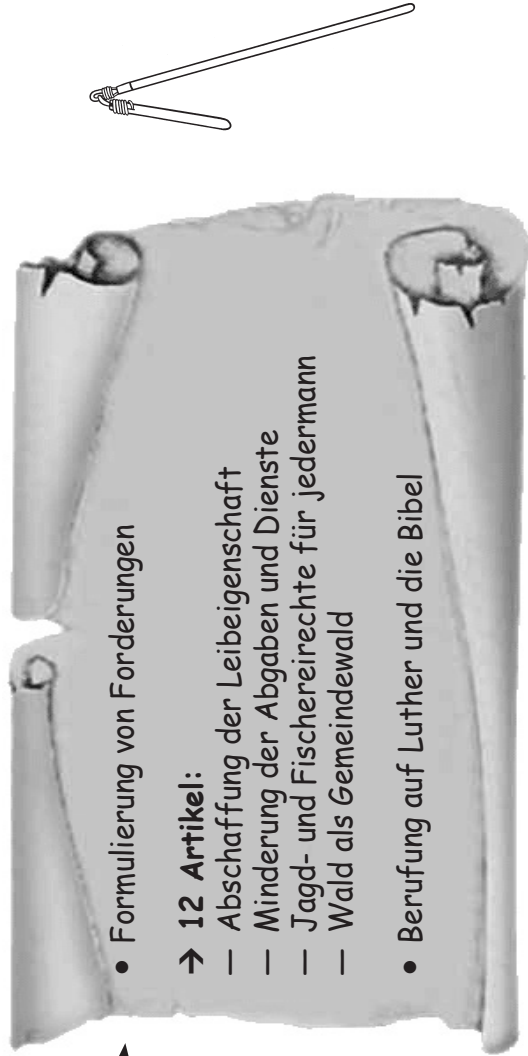 • Formulierung von Forderungen
→ 12 Artikel:
— Abschaffung der Leibeigenschaft
— Minderung der Abgaben und Dienste
— Jagd- und Fischereirechte für jedermann
— Wald als Gemeindewald
• Berufung auf Luther und die Bibel